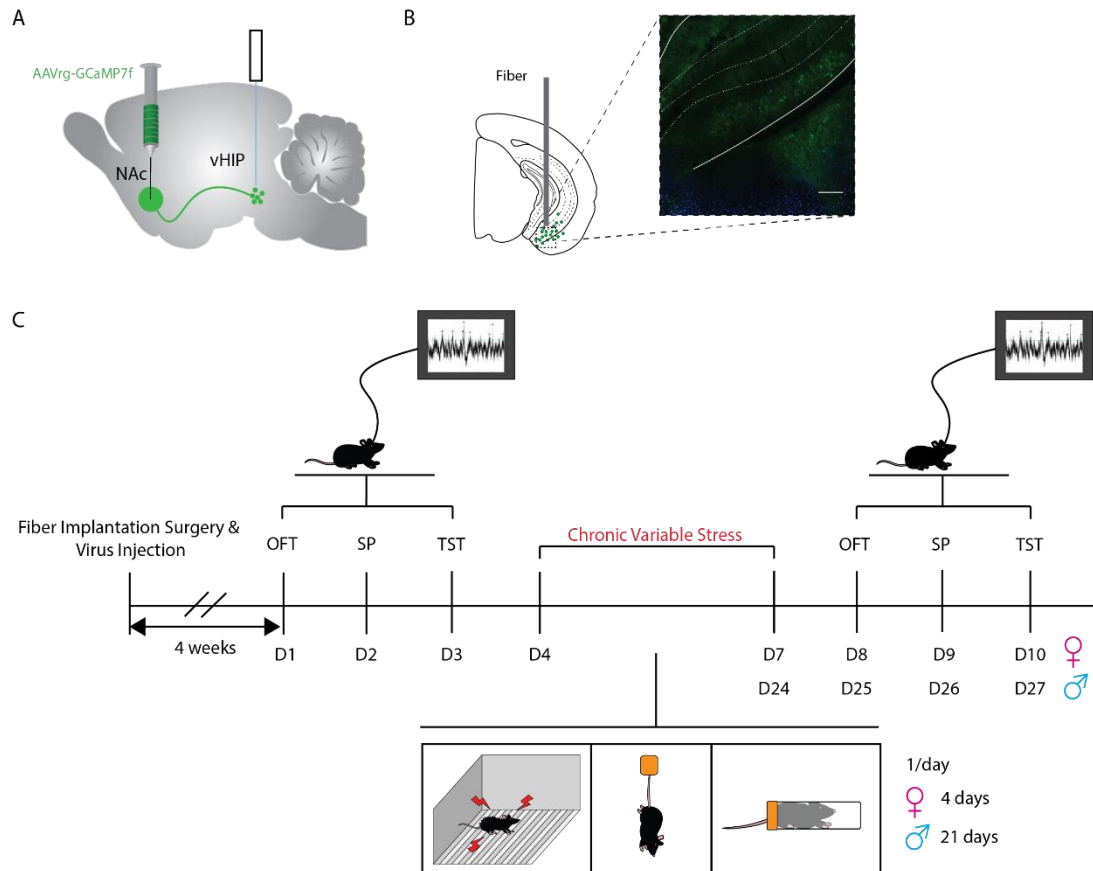 A
AAVrg-GCaMP7f
NAc
vHIP
B
Fiber
C
Fiber Implantation Surgery &
Virus Injection
OFT SP TST
Chronic Variable Stress
OFT SP TST
4 weeks
D1 D2 D3 D4 D7 D8 D9 D10 ♀
D24 D25 D26 D27 ♂
1/day
♀ 4 days
♂ 21 days